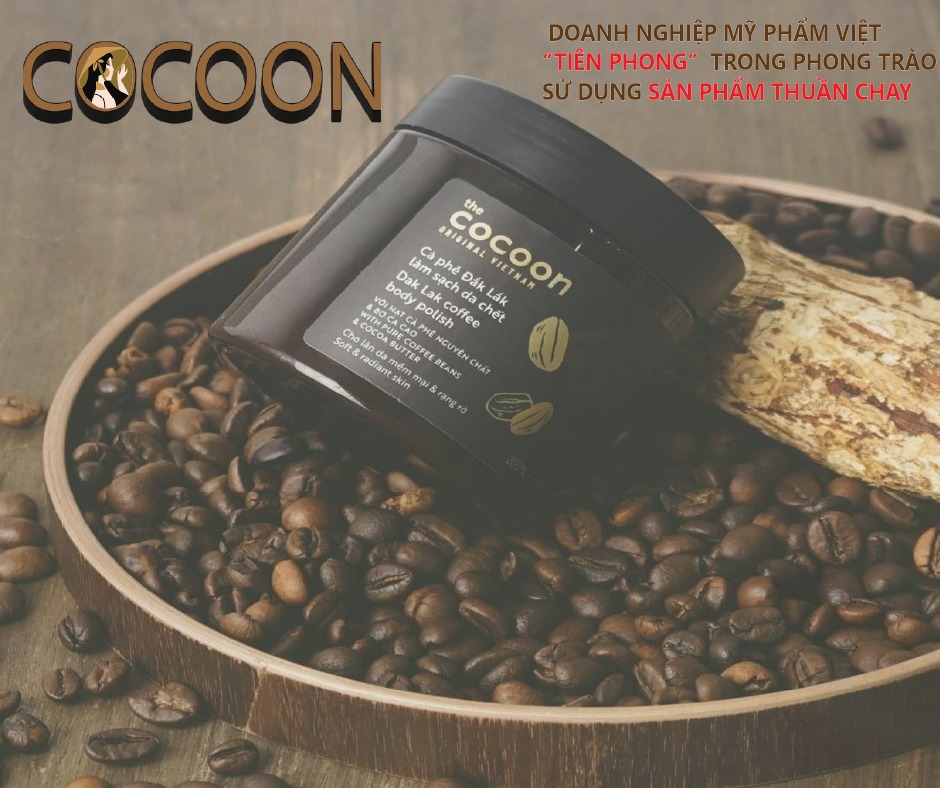 COCOON
DOANH NGHIỆP MỸ PHẨM VIỆT
“TIÊN PHONG” TRONG PHONG TRÀO
SỬ DỤNG SẢN PHẨM THUẦN CHAY
the
cocoon
ORIGINAL VIETNAM
Cà phê Đắk Lắk
làm sạch da chết
Dak Lak coffee
body polish
VỚI HẠT CÀ PHÊ NGUYÊN CHẤT
& BƠ CA CAO
WITH PURE COFFEE BEANS
& COCOA BUTTER
Cho làn da mềm mại & rạng rỡ
Soft & radiant skin